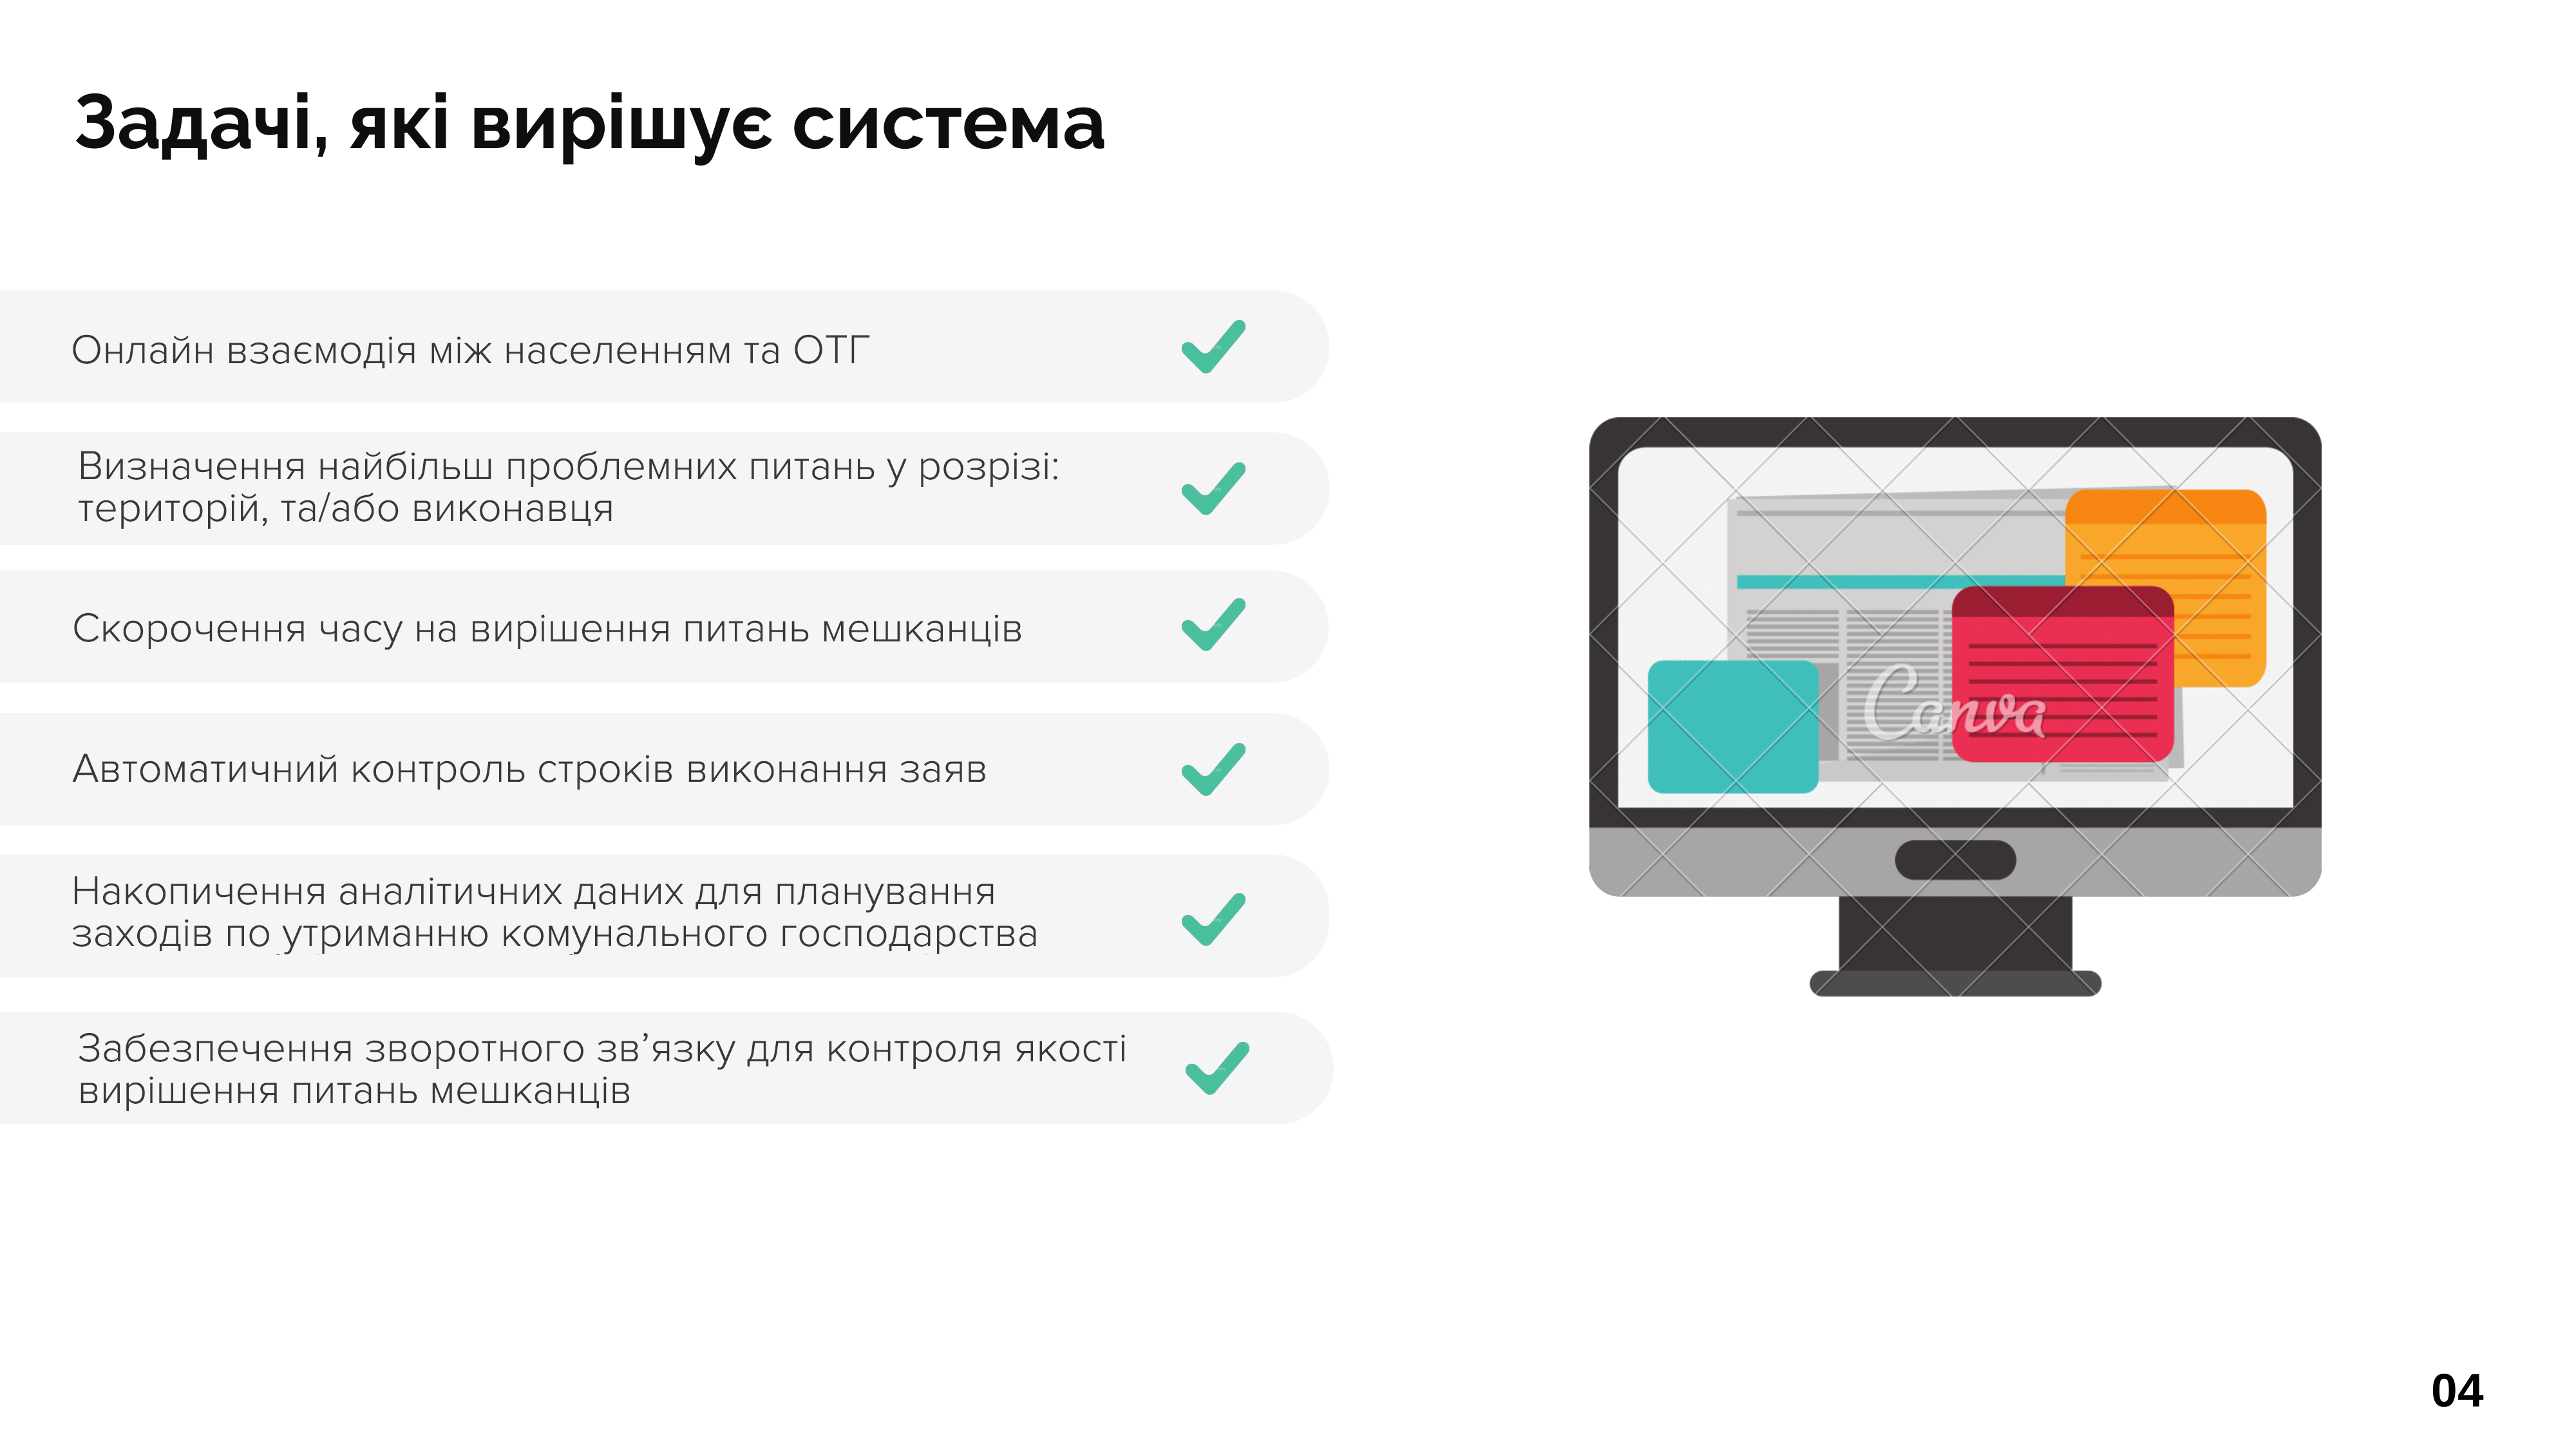 Задачі, які вирішує система
Онлайн взаємодія між населенням та ОТГ
Визначення найбільш проблемних питань у розрізі:
територій, та/або виконавця
Скорочення часу на вирішення питань мешканців
Автоматичний контроль строків виконання заяв
Накопичення аналітичних даних для планування
заходів по утриманню комунального господарства
Забезпечення зворотного зв’язку для контроля якості
вирішення питань мешканців
Canva
04